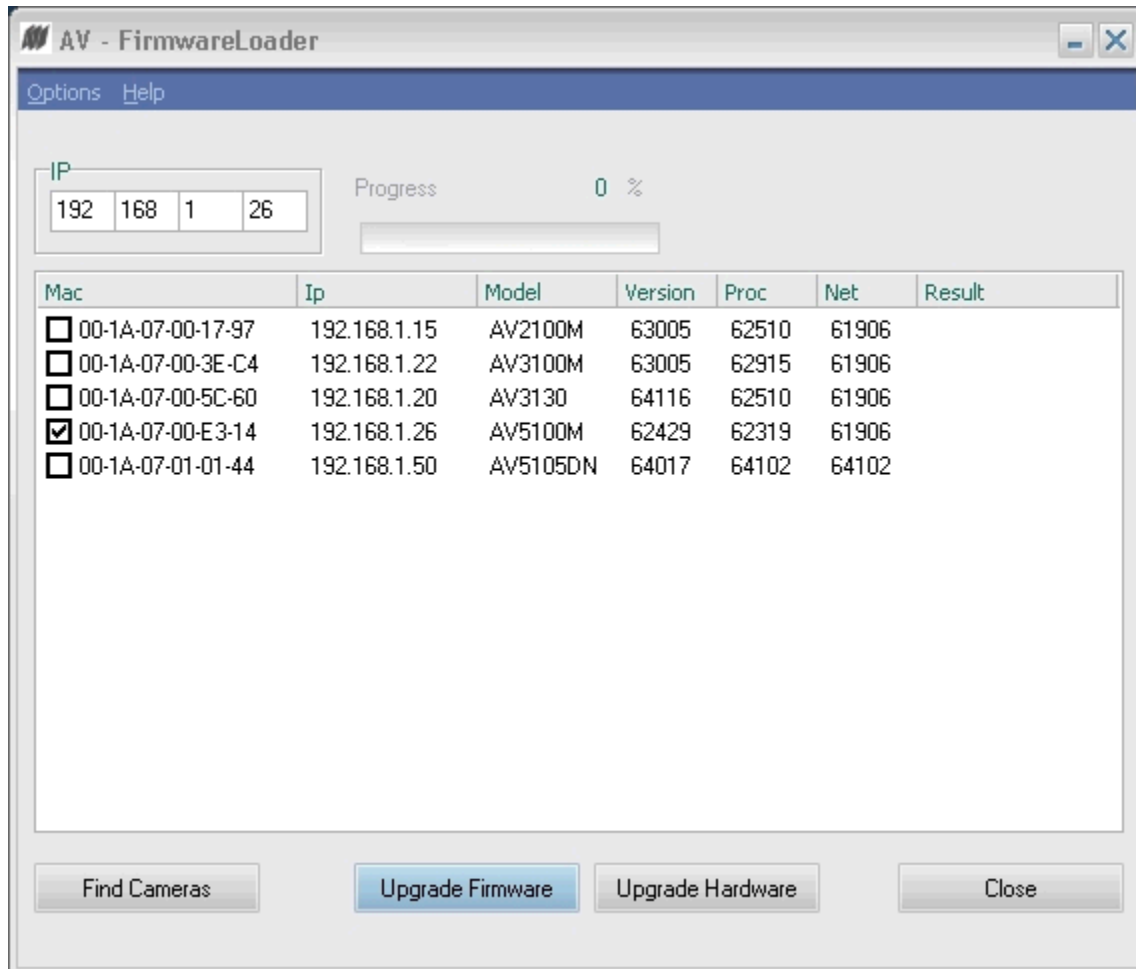 AV - FirmwareLoader
Options Help
IP
192 168 1 26
Progress 0 %
Mac Ip Model Version Proc Net Result
00-1A-07-00-17-97 192.168.1.15 AV2100M 63005 62510 61906
00-1A-07-00-3E-C4 192.168.1.22 AV3100M 63005 62915 61906
00-1A-07-00-5C-60 192.168.1.20 AV3130 64116 62510 61906
00-1A-07-00-E3-14 192.168.1.26 AV5100M 62429 62319 61906
00-1A-07-01-01-44 192.168.1.50 AV5105DN 64017 64102 64102
Find Cameras Upgrade Firmware Upgrade Hardware Close